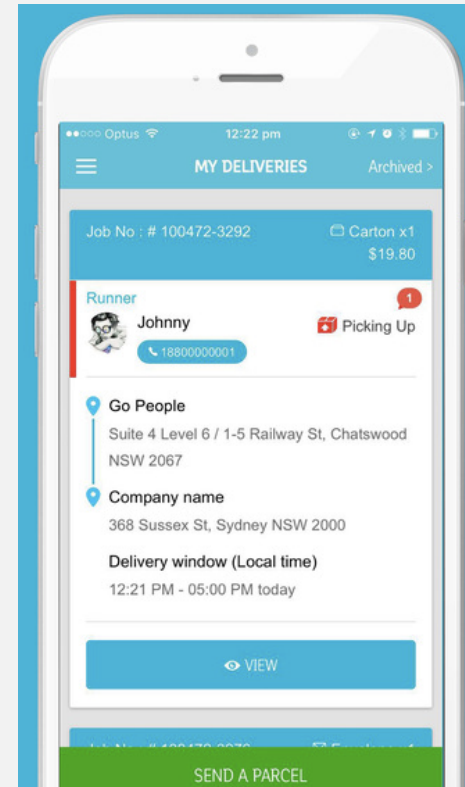 Optus 12:22 pm
MY DELIVERIES Archived >
Job No : # 100472-3292 Carton x1
$19.80
Runner 1
Johnny Picking Up
18800000001
Go People
Suite 4 Level 6 / 1-5 Railway St, Chatswood
NSW 2067
Company name
368 Sussex St, Sydney NSW 2000
Delivery window (Local time)
12:21 PM - 05:00 PM today
VIEW
Job No : #
SEND A PARCEL